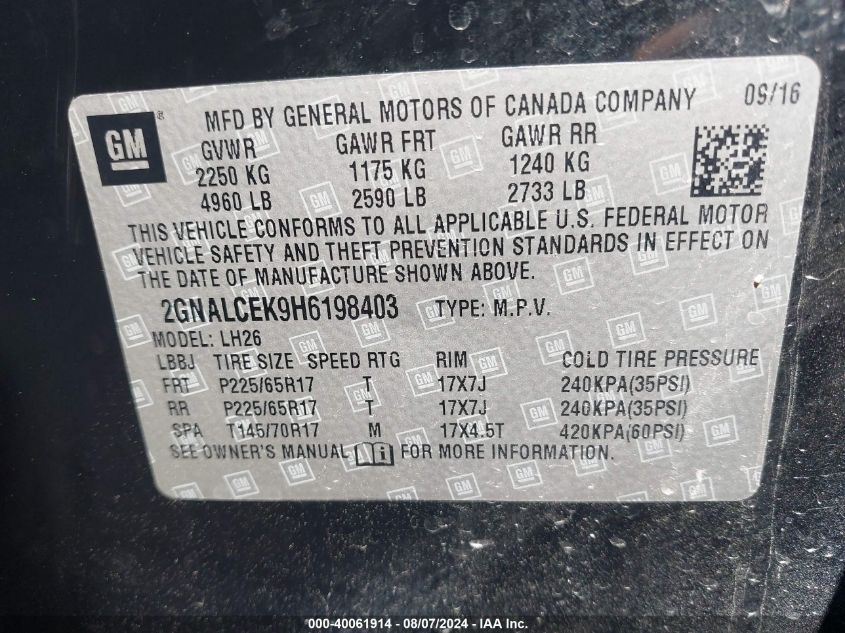 GM
MFD BY GENERAL MOTORS OF CANADA COMPANY 09/16
GVWR GAWR FRT GAWR RR
2250 KG 1175 KG 1240 KG
4960 LB 2590 LB 2733 LB
THIS VEHICLE CONFORMS TO ALL APPLICABLE U.S. FEDERAL MOTOR
VEHICLE SAFETY AND THEFT PREVENTION STANDARDS IN EFFECT ON
THE DATE OF MANUFACTURE SHOWN ABOVE.
2GNALCEK9H6198403 TYPE: M.P.V.
MODEL: LH26
LBBJ TIRE SIZE SPEED RTG RIM COLD TIRE PRESSURE
FRT P225/65R17 T 17X7J 240KPA(35PSI)
RR P225/65R17 T 17X7J 240KPA(35PSI)
SPA T145/70R17 M 17X4.5T 420KPA(60PSI)
SEE OWNER'S MANUAL FOR MORE INFORMATION.
000-40061914 - 08/07/2024 - IAA Inc.